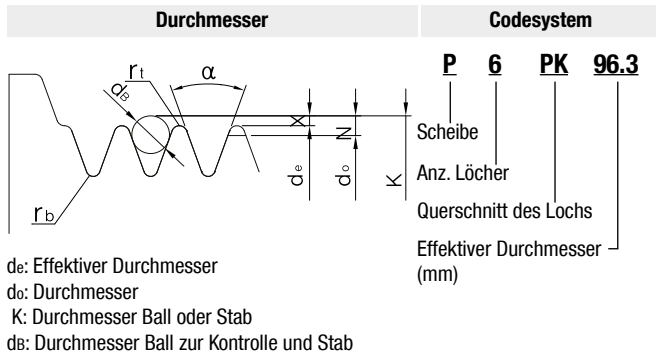 Durchmesser
Codesystem
P 6 PK 96.3
Scheibe
Anz. Löcher
Querschnitt des Lochs
Effektiver Durchmesser
(mm)
rt
α
dB
X
N
de
do
K
rb
de: Effektiver Durchmesser
do: Durchmesser
K: Durchmesser Ball oder Stab
dB: Durchmesser Ball zur Kontrolle und Stab